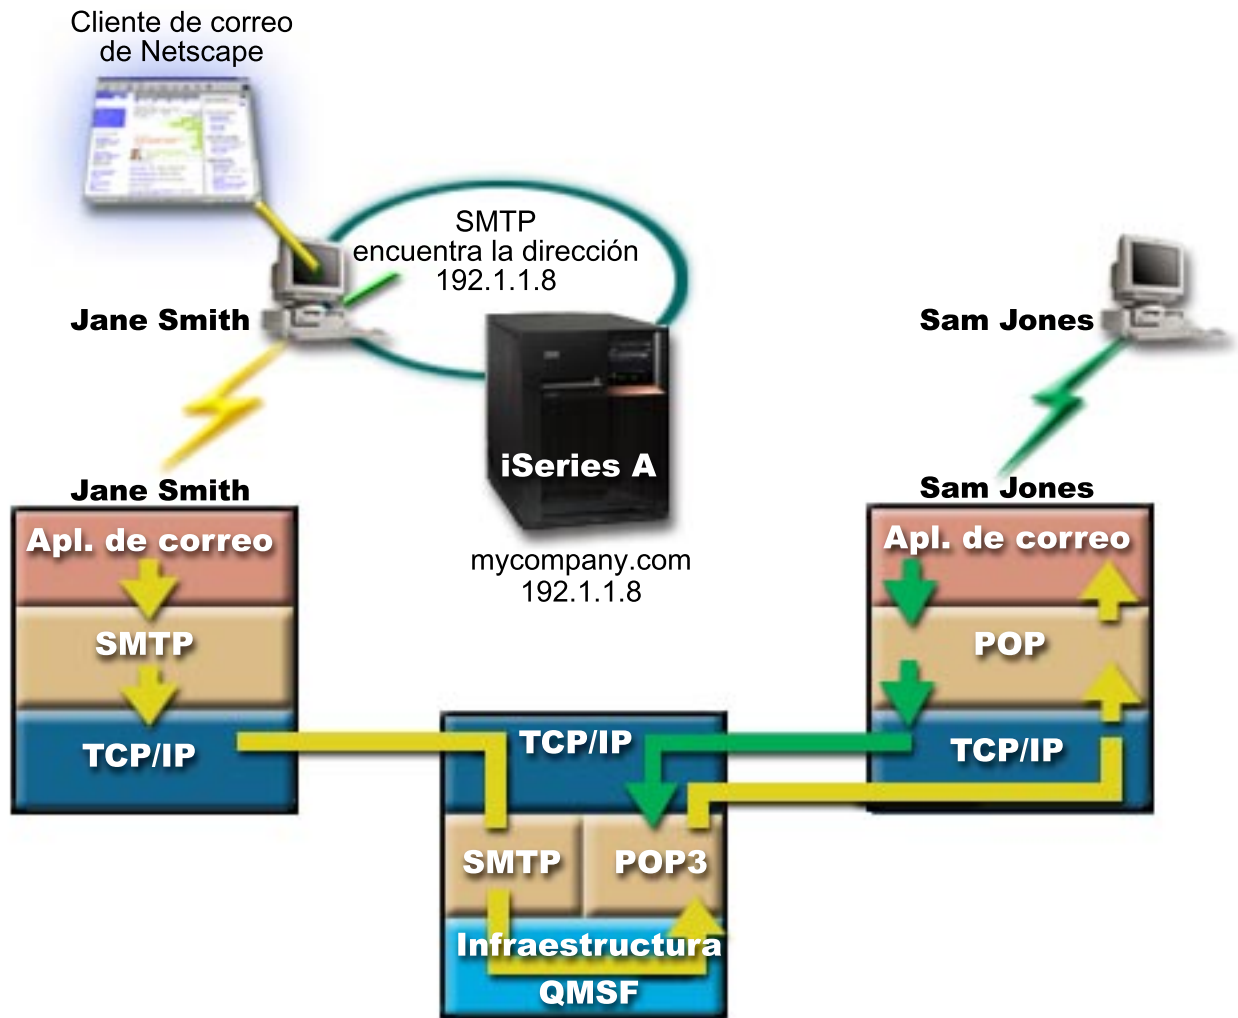 Cliente de correo
de Netscape
SMTP
encuentra la dirección
192.1.1.8
Jane Smith
Sam Jones
iSeries A
mycompany.com
192.1.1.8
Jane Smith
Apl. de correo
SMTP
TCP/IP
Sam Jones
Apl. de correo
POP
TCP/IP
TCP/IP
SMTP
POP3
Infraestructura
QMSF